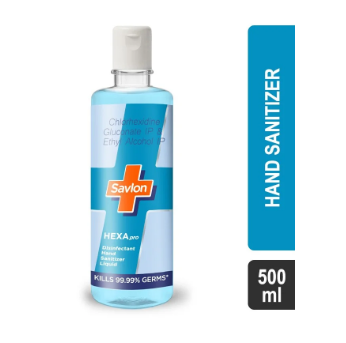 Chlorhexidine
Gluconate IP &
Ethyl Alcohol IP
Savlon
HEXA pro
Disinfectant
Hand
Sanitizer
Liquid
KILLS 99.99% GERMS*
HAND SANITIZER
500
ml